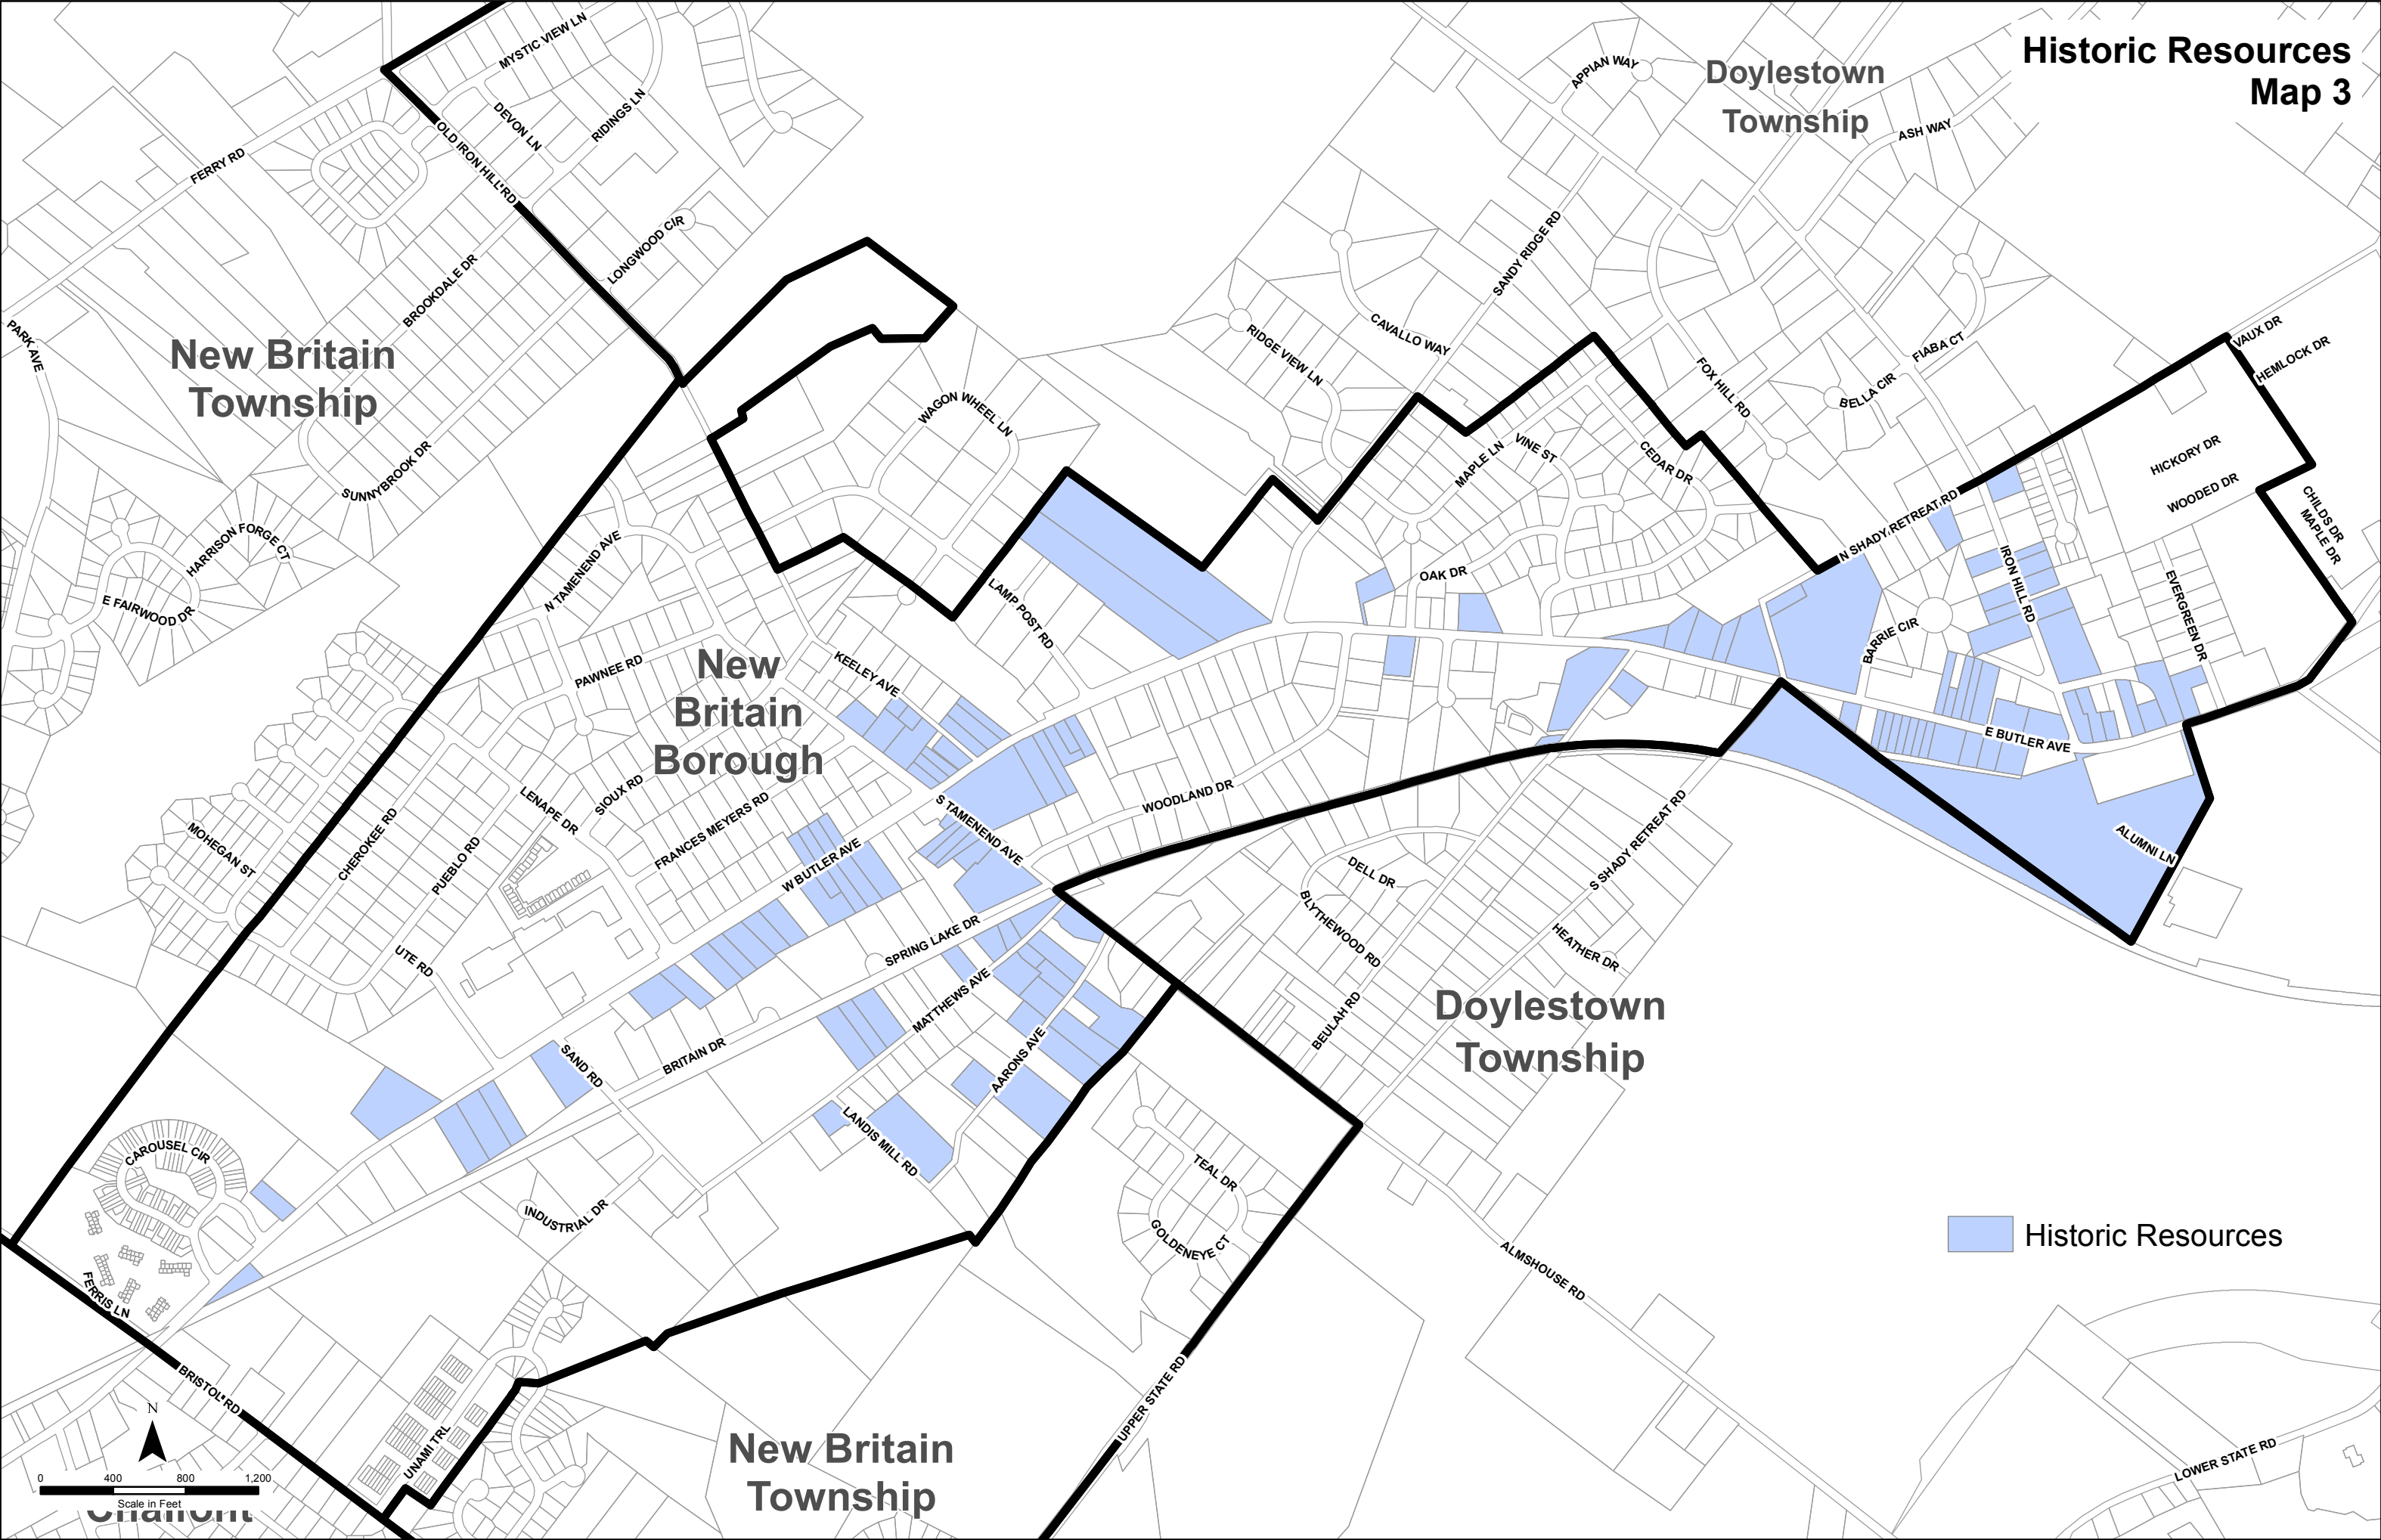 Historic Resources
Map 3
MYSTIC VIEW LN
DEVON LN
RIDINGS LN
OLD IRON HILL RD
FERRY RD
LONGWOOD CIR
BROOKDALE DR
PARK AVE
New Britain
Township
SUNNYBROOK DR
HARRISON FORGE CT
E FAIRWOOD DR
APPIAN WAY
Doylestown
Township
ASH WAY
SANDY RIDGE RD
CAVALLO WAY
RIDGE VIEW LN
FOX HILL RD
FIABA CT
BELLA CIR
VAUX DR
HEMLOCK DR
WAGON WHEEL LN
MAPLE LN
VINE ST
CEDAR DR
HICKORY DR
WOODED DR
CHILDS DR
MAPLE DR
N SHADY RETREAT RD
IRON HILL RD
EVERGREEN DR
BARRIE CIR
OAK DR
LAMP POST RD
N TAMENEND AVE
PAWNEE RD
KEELEY AVE
New
Britain
Borough
SIOUX RD
LENAPE DR
FRANCES MEYERS RD
S TAMENEND AVE
WOODLAND DR
E BUTLER AVE
ALUMNI LN
MOHEGAN ST
CHEROKEE RD
PUEBLO RD
UTE RD
W BUTLER AVE
SPRING LAKE DR
MATTHEWS AVE
DELL DR
BLYTHEWOOD RD
S SHADY RETREAT RD
HEATHER DR
BEULAH RD
Doylestown
Township
SAND RD
BRITAIN DR
AARONS AVE
LANDIS MILL RD
CAROUSEL CIR
INDUSTRIAL DR
TEAL DR
GOLDENEYE CT
ALMSHOUSE RD
Historic Resources
FERRIS LN
BRISTOL RD
UNAMI TRL
UPPER STATE RD
New Britain
Township
LOWER STATE RD
N
0 400 800 1,200
Scale in Feet
Chalfont